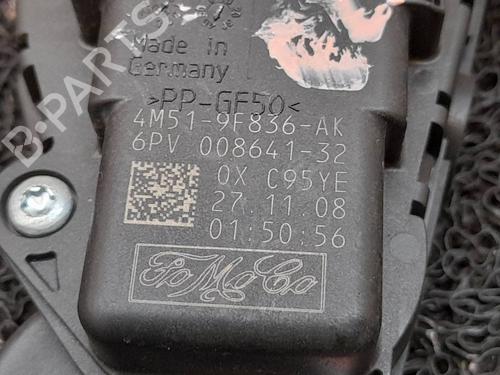 Made in
Germany
>PP-GF50<
4M51-9F836-AK
6PV 008641-32
0X C95YE
27.11.08
01:50:56
FoMoCo
B-PARTS